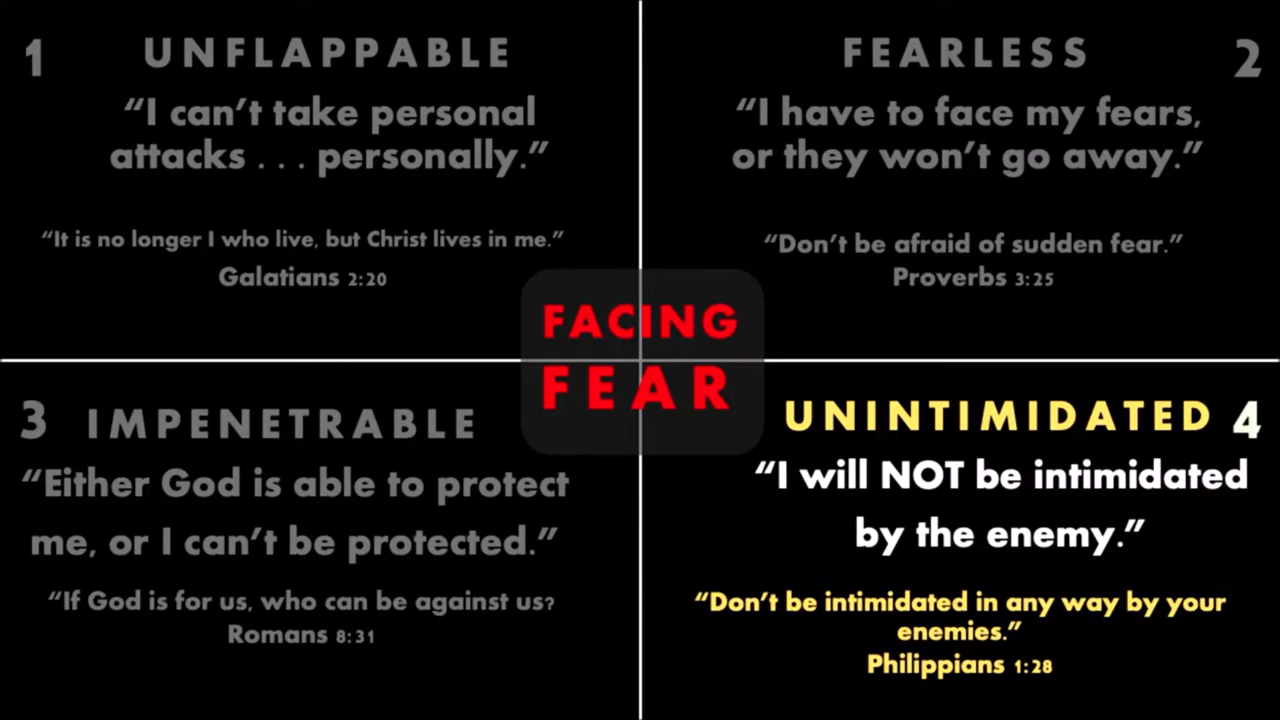 1 UNFLAPPABLE
“I can’t take personal
attacks . . . personally.”
“It is no longer I who live, but Christ lives in me.”
Galatians 2:20
FEARLESS 2
“I have to face my fears,
or they won’t go away.”
“Don’t be afraid of sudden fear.”
Proverbs 3:25
FACING
FEAR
3 IMPENETRABLE
“Either God is able to protect
me, or I can’t be protected.”
“If God is for us, who can be against us?
Romans 8:31
UNINTIMIDATED 4
“I will NOT be intimidated
by the enemy.”
“Don’t be intimidated in any way by your
enemies.”
Philippians 1:28